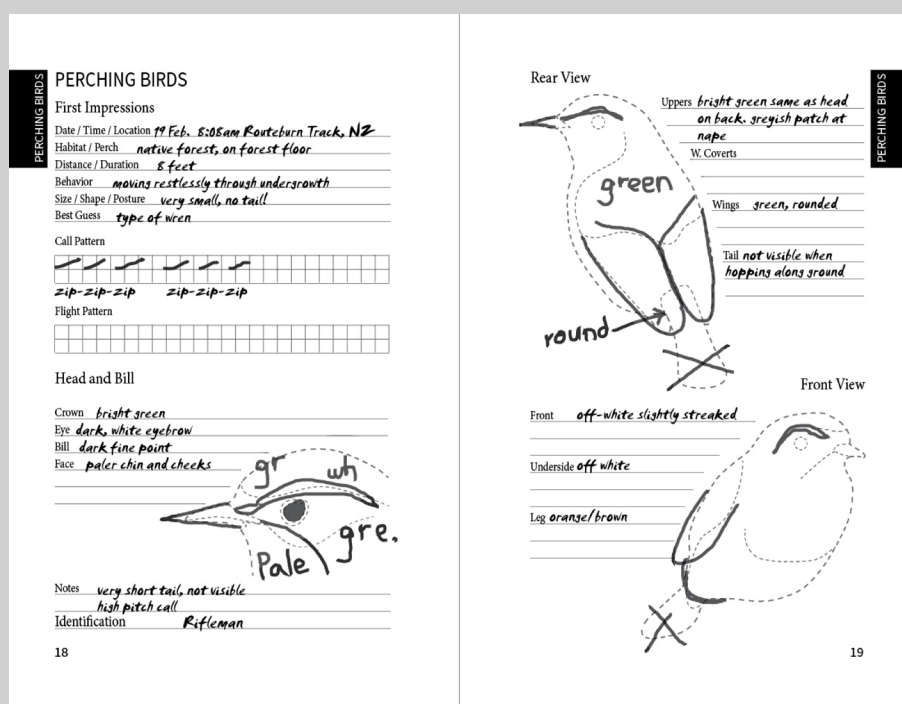 PERCHING BIRDS
PERCHING BIRDS
First Impressions
Date / Time / Location 19 Feb. 8:08am Routeburn Track, NZ
Habitat / Perch native forest, on forest floor
Distance / Duration 8 feet
Behavior moving restlessly through undergrowth
Size / Shape / Posture very small, no tail!
Best Guess type of wren
Call Pattern
zip-zip-zip zip-zip-zip
Flight Pattern
Head and Bill
Crown bright green
Eye dark, white eyebrow
Bill dark fine point
Face paler chin and cheeks
gr wh
gre.
Pale
Notes very short tail, not visible
high pitch call
Identification Rifleman
18
PERCHING BIRDS
Rear View
Uppers bright green same as head
on back. greyish patch at
nape
W. Coverts
green
Wings green, rounded
Tail not visible when
hopping along ground
round
Front View
Front off-white slightly streaked
Underside off white
Leg orange/brown
19